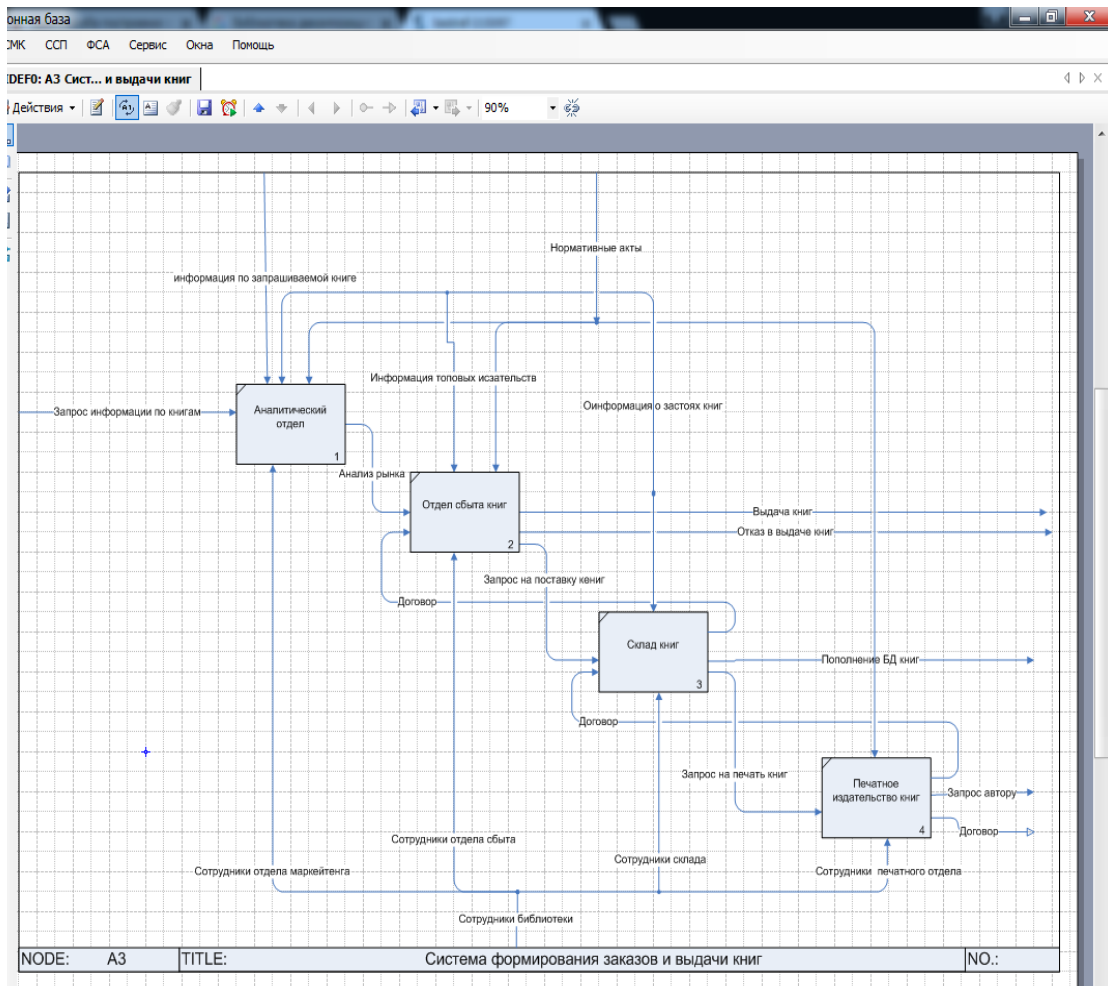 онная база
СМК ССП ФСА Сервис Окна Помощь
IDEF0: A3 Сист... и выдачи книг
Действия
90%
Нормативные акты
информация по запрашиваемой книге
Информация топовых исзательств
Оинформация о застоях книг
Запрос информации по книгам
Аналитический
отдел
1
Анализ рынка
Отдел сбыта книг
2
Выдача книг
Отказ в выдаче книг
Запрос на поставку кениг
Договор
Склад книг
3
Пополнение БД книг
Договор
Запрос на печать книг
Печатное
издательство книг
4
Запрос автору
Договор
Сотрудники отдела сбыта
Сотрудники склада
Сотрудники отдела маркейтенга
Сотрудники печатного отдела
Сотрудники библиотеки
NODE: A3 TITLE: Система формирования заказов и выдачи книг NO.: